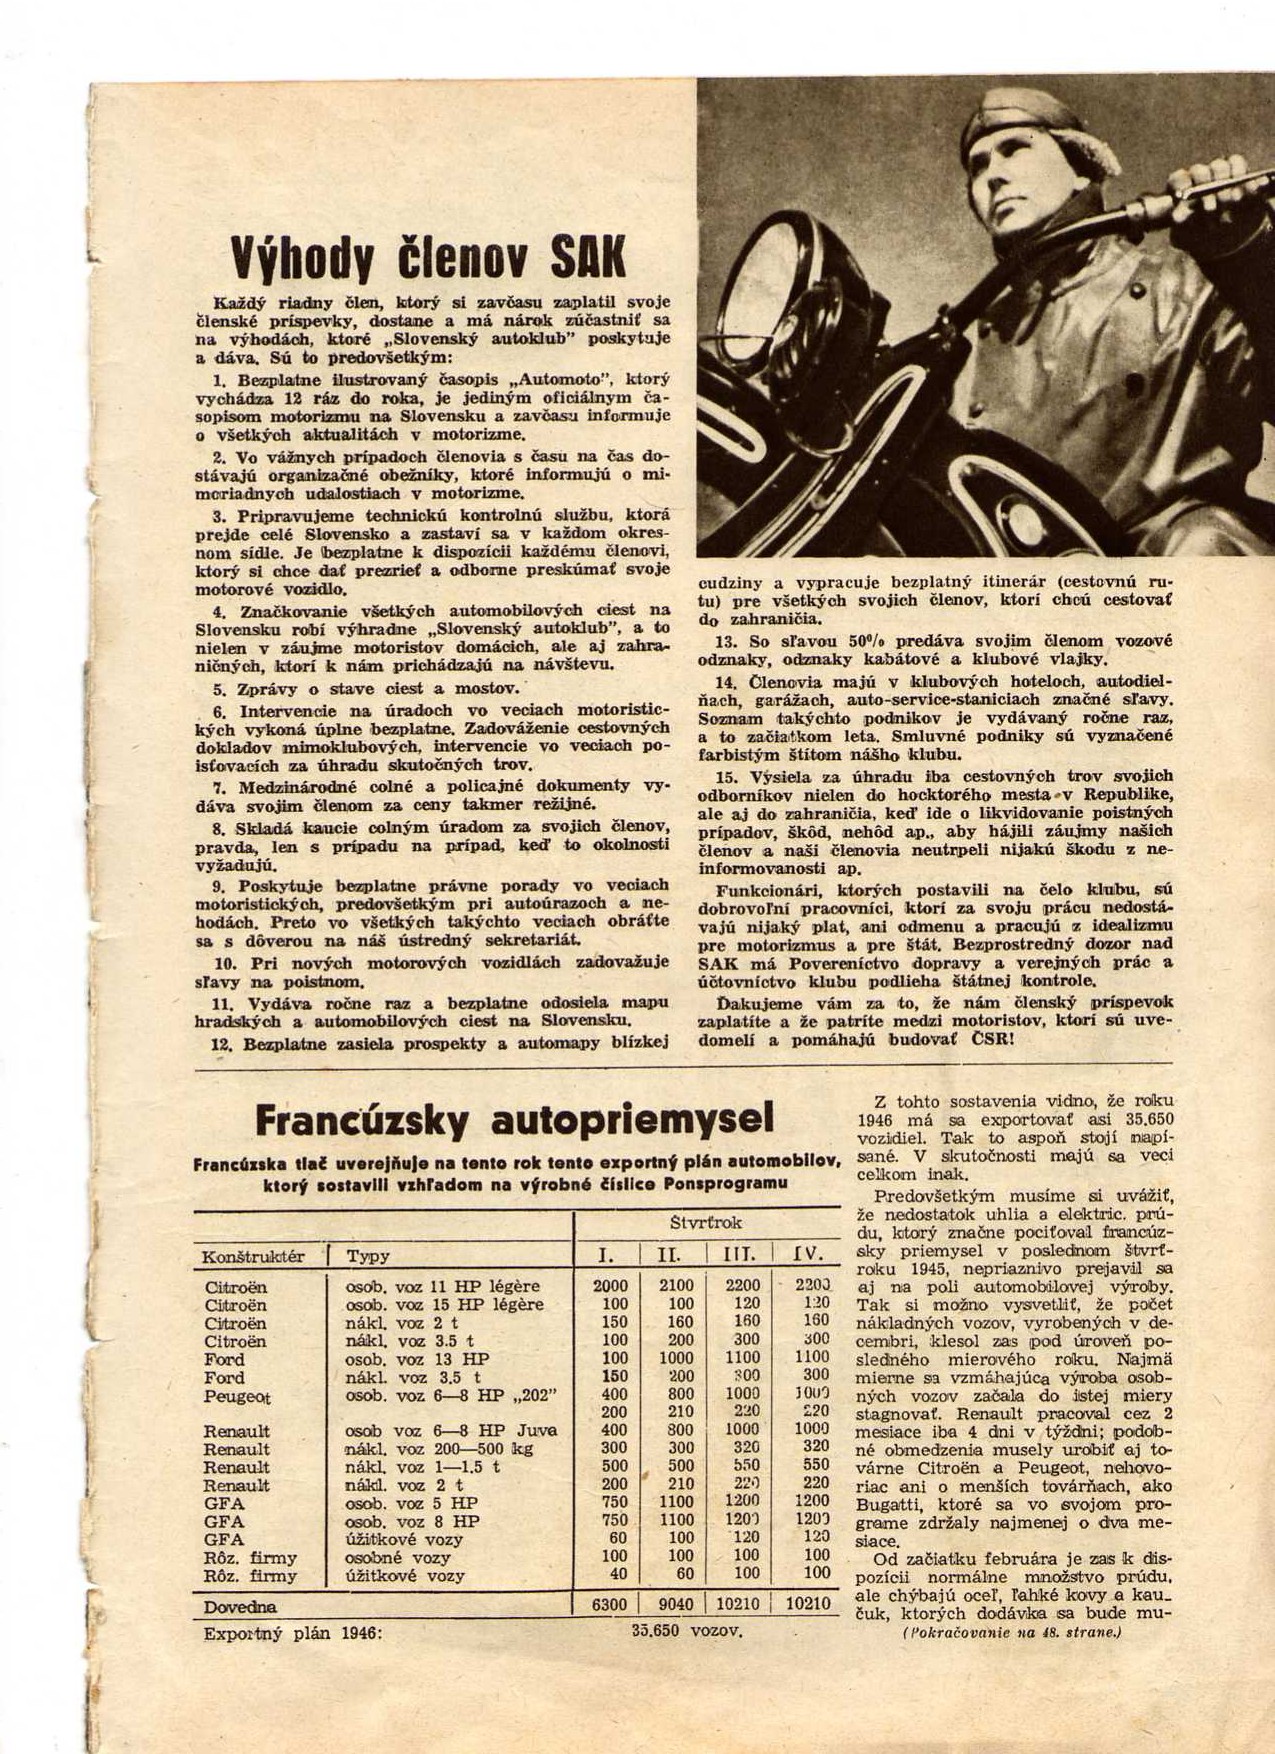 Výhody členov SAK
Každý riadny člen, ktorý si zavčasu zaplatil svoje
členské príspevky, dostane a má nárok zúčastniť sa
na výhodách, ktoré „Slovenský autoklub" poskytuje
a dáva. Sú to predovšetkým:
1. Bezplatne ilustrovaný časopis „Automoto", ktorý
vychádza 12 ráz do roka, je jediným oficiálnym ča-
sopisom motorizmu na Slovensku a zavčasu informuje
o všetkých aktualitách v motorizme.
2. Vo vážnych prípadoch členovia s času na čas do-
stávajú organizačné obežníky, ktoré informujú o mi-
moriadnych udalostiach v motorizme.
3. Pripravujeme technickú kontrolnú službu, ktorá
prejde celé Slovensko a zastaví sa v každom okres-
nom sídle. Je bezplatne k dispozícii každému členovi,
ktorý si chce dať prezrieť a odborne preskúmať svoje
motorové vozidlo.
4. Značkovanie všetkých automobilových ciest na
Slovensku robí výhradne „Slovenský autoklub", a to
nielen v záujme motoristov domácich, ale aj zahra-
ničných, ktorí k nám prichádzajú na návštevu.
5. Zprávy o stave ciest a mostov.
6. Intervencie na úradoch vo veciach motoristic-
kých vykoná úplne bezplatne. Zadováženie cestovných
dokladov mimoklubových, intervencie vo veciach po-
isťovacích za úhradu skutočných trov.
7. Medzinárodné colné a policajné dokumenty vy-
dáva svojim členom za ceny takmer režijné.
8. Skladá kaucie colným úradom za svojich členov,
pravda, len s prípadu na prípad, keď to okolnosti
vyžadujú.
9. Poskytuje bezplatne právne porady vo veciach
motoristických, predovšetkým pri autoúrazoch a ne-
hodách. Preto vo všetkých takýchto veciach obráťte
sa s dôverou na náš ústredný sekretariát.
10. Pri nových motorových vozidlách zadovažuje
sľavy na poistnom.
11. Vydáva ročne raz a bezplatne odosiela mapu
hradských a automobilových ciest na Slovensku.
12. Bezplatne zasiela prospekty a automapy blízkej
cudziny a vypracuje bezplatný itinerár (cestovnú ru-
tu) pre všetkých svojich členov, ktorí chcú cestovať
do zahraničia.
13. So sľavou 50% predáva svojim členom vozové
odznaky, odznaky kabátové a klubové vlajky.
14. Členovia majú v klubových hoteloch, autodiel-
ňach, garážach, auto-service-staniciach značné sľavy.
Soznam takýchto podnikov je vydávaný ročne raz,
a to začiatkom leta. Smluvné podniky sú vyznačené
farbistým štítom nášho klubu.
15. Vysiela za úhradu iba cestovných trov svojich
odborníkov nielen do hocktorého mesta v Republike,
ale aj do zahraničia, keď ide o likvidovanie poistných
prípadov, škôd, nehôd ap., aby hájili záujmy našich
členov a naši členovia neutrpeli nijakú škodu z ne-
informovanosti ap.
Funkcionári, ktorých postavili na čelo klubu, sú
dobrovoľní pracovníci, ktorí za svoju prácu nedostá-
vajú nijaký plat, ani odmenu a pracujú z idealizmu
pre motorizmus a pre štát. Bezprostredný dozor nad
SAK má Povereníctvo dopravy a verejných prác a
účtovníctvo klubu podlieha štátnej kontrole.
Ďakujeme vám za to, že nám členský príspevok
zaplatíte a že patríte medzi motoristov, ktorí sú uve-
domelí a pomáhajú budovať ČSR!
Francúzsky autopriemysel
Francúzska tlač uverejňuje na tento rok tento exportný plán automobilov,
ktorý sostavili vzhľadom na výrobné číslice Ponsprogramu
Štvrťrok
Konštruktér Typy I. II. III. IV.
Citroën osob. voz 11 HP légère 2000 2100 2200 2200
Citroën osob. voz 15 HP légère 100 100 120 120
Citroën nákl. voz 2 t 150 160 160 160
Citroën nákl. voz 3.5 t 100 200 300 300
Ford osob. voz 13 HP 100 1000 1100 1100
Ford nákl. voz 3.5 t 150 200 300 300
Peugeot osob. voz 6—8 HP „202" 400 800 1000 1000
200 210 220 220
Renault osob voz 6—8 HP Juva 400 800 1000 1000
Renault nákl. voz 200—500 kg 300 300 320 320
Renault nákl. voz 1—1.5 t 500 500 550 550
Renault nákl. voz 2 t 200 210 220 220
GFA osob. voz 5 HP 750 1100 1200 1200
GFA osob. voz 8 HP 750 1100 1200 1200
GFA úžitkové vozy 60 100 120 120
Rôz. firmy osobné vozy 100 100 100 100
Rôz. firmy úžitkové vozy 40 60 100 100
Dovedna 6300 9040 10210 10210
Exportný plán 1946: 35.650 vozov.
Z tohto sostavenia vidno, že roku
1946 má sa exportovať asi 35.650
vozidiel. Tak to aspoň stojí napí-
sané. V skutočnosti majú sa veci
celkom inak.
Predovšetkým musíme si uvážiť,
že nedostatok uhlia a elektric. prú-
du, ktorý značne pociťoval francúz-
sky priemysel v poslednom štvrť-
roku 1945, nepriaznivo prejavil sa
aj na poli automobilovej výroby.
Tak si možno vysvetliť, že počet
nákladných vozov, vyrobených v de-
cembri, klesol zas pod úroveň po-
sledného mierového roku. Najmä
mierne sa vzmáhajúca výroba osob-
ných vozov začala do istej miery
stagnovať. Renault pracoval cez 2
mesiace iba 4 dni v týždni; podob-
né obmedzenia musely urobiť aj to-
várne Citroën a Peugeot, nehovo-
riac ani o menších továrňach, ako
Bugatti, ktoré sa vo svojom pro-
grame zdržaly najmenej o dva me-
siace.
Od začiatku februára je zas k dis-
pozícii normálne množstvo prúdu,
ale chýbajú oceľ, ľahké kovy a kau-
čuk, ktorých dodávka sa bude mu-
(Pokračovanie na 48. strane.)